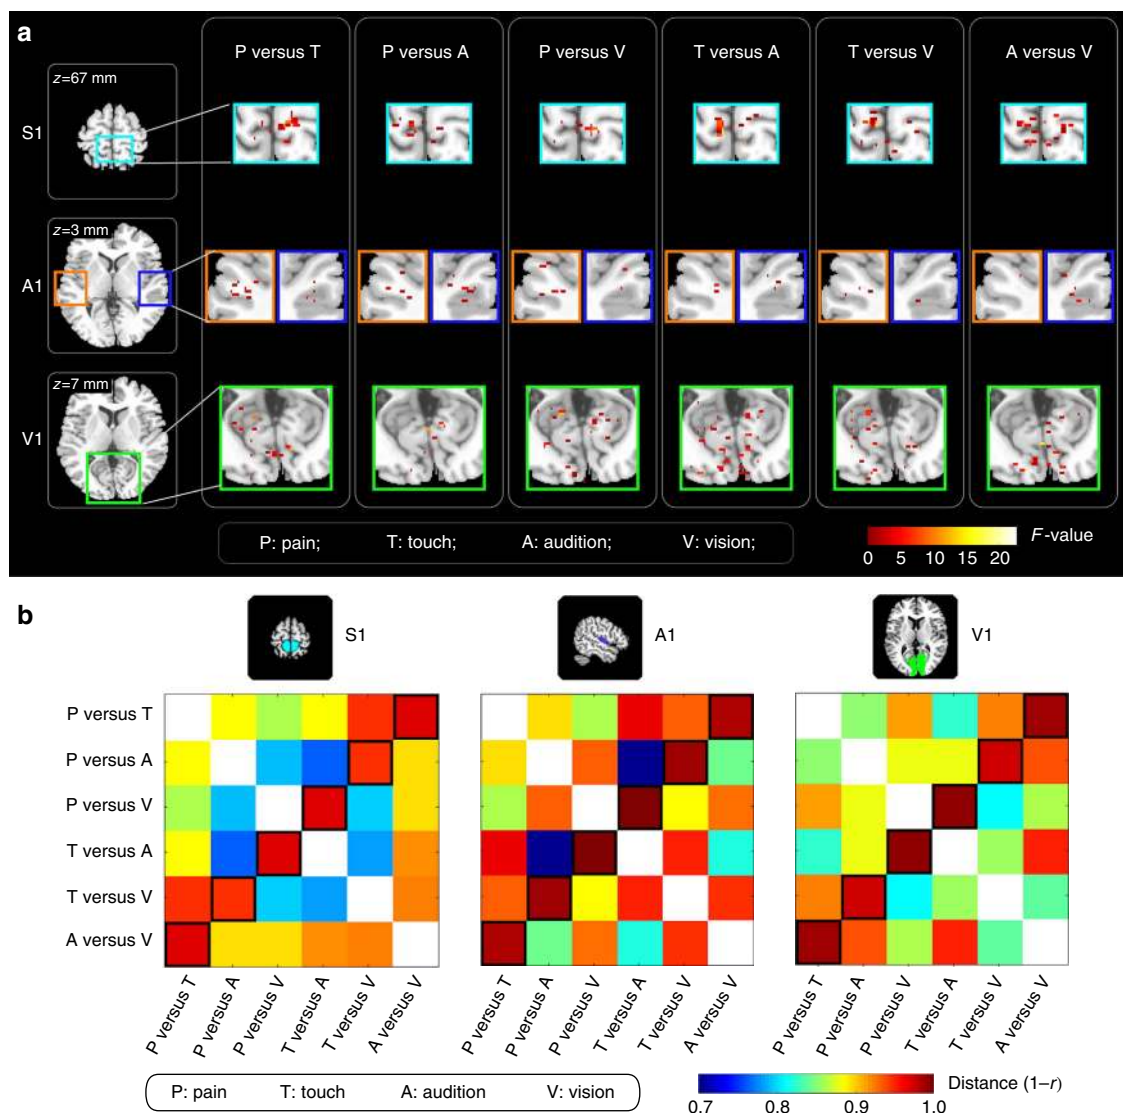 a
P versus T P versus A P versus V T versus A T versus V A versus V
z=67 mm
S1
z=3 mm
A1
z=7 mm
V1
P: pain; T: touch; A: audition; V: vision;
F-value
0 5 10 15 20
b
S1 A1 V1
P versus T
P versus A
P versus V
T versus A
T versus V
A versus V
P versus T P versus A P versus V T versus A T versus V A versus V P versus T P versus A P versus V T versus A T versus V A versus V P versus T P versus A P versus V T versus A T versus V A versus V
P: pain T: touch A: audition V: vision
Distance (1–r)
0.7 0.8 0.9 1.0